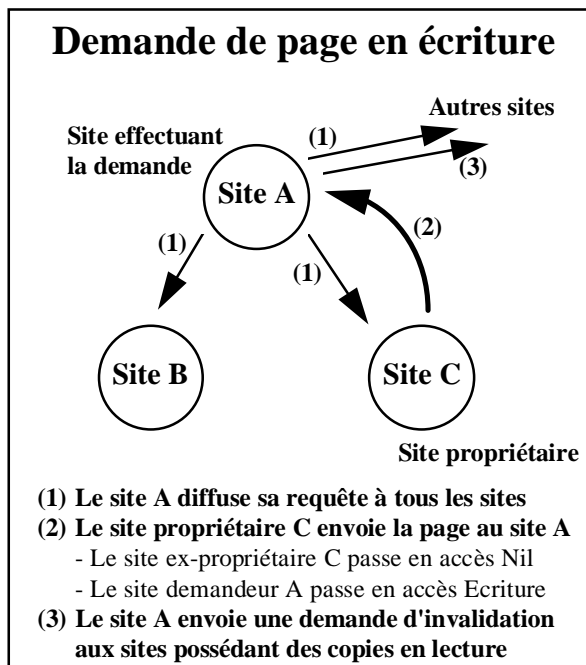 Demande de page en écriture
Autres sites
Site effectuant
la demande
(1)
(3)
Site A
(2)
(1)
(1)
Site B
Site C
Site propriétaire
(1) Le site A diffuse sa requête à tous les sites
(2) Le site propriétaire C envoie la page au site A
- Le site ex-propriétaire C passe en accès Nil
- Le site demandeur A passe en accès Ecriture
(3) Le site A envoie une demande d'invalidation
aux sites possédant des copies en lecture